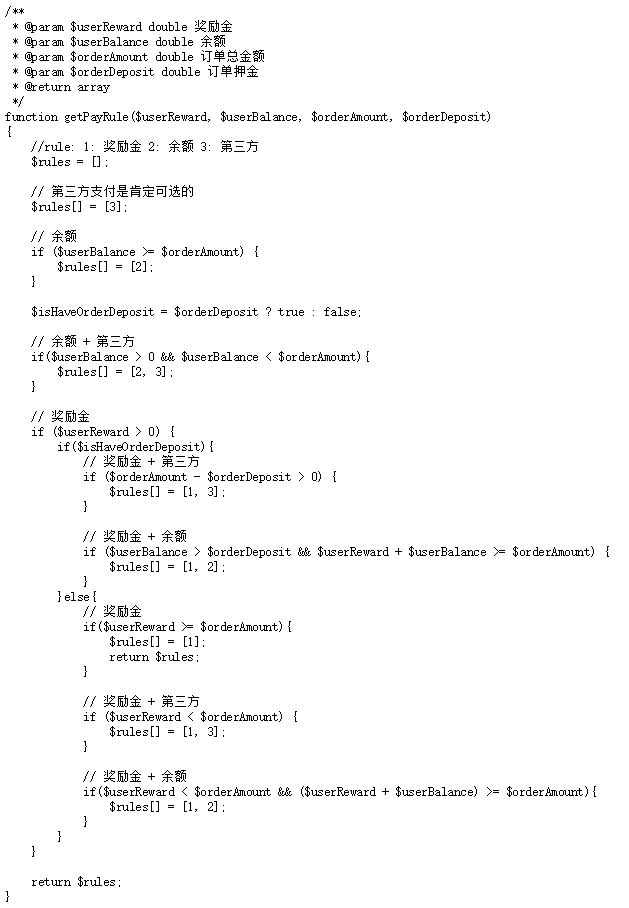 /**
 * @param $userReward double 奖励金
 * @param $userBalance double 余额
 * @param $orderAmount double 订单总金额
 * @param $orderDeposit double 订单押金
 * @return array
 */
function getPayRule($userReward, $userBalance, $orderAmount, $orderDeposit)
{
    //rule: 1: 奖励金 2: 余额 3: 第三方
    $rules = [];

    // 第三方支付是肯定可选的
    $rules[] = [3];

    // 余额
    if ($userBalance >= $orderAmount) {
        $rules[] = [2];
    }

    $isHaveOrderDeposit = $orderDeposit ? true : false;

    // 余额 + 第三方
    if($userBalance > 0 && $userBalance < $orderAmount){
        $rules[] = [2, 3];
    }

    // 奖励金
    if ($userReward > 0) {
        if($isHaveOrderDeposit){
            // 奖励金 + 第三方
            if ($orderAmount - $orderDeposit > 0) {
                $rules[] = [1, 3];
            }

            // 奖励金 + 余额
            if ($userBalance > $orderDeposit && $userReward + $userBalance >= $orderAmount) {
                $rules[] = [1, 2];
            }
        }else{
            // 奖励金
            if($userReward >= $orderAmount){
                $rules[] = [1];
                return $rules;
            }

            // 奖励金 + 第三方
            if ($userReward < $orderAmount) {
                $rules[] = [1, 3];
            }

            // 奖励金 + 余额
            if($userReward < $orderAmount && ($userReward + $userBalance) >= $orderAmount){
                $rules[] = [1, 2];
            }
        }
    }

    return $rules;
}